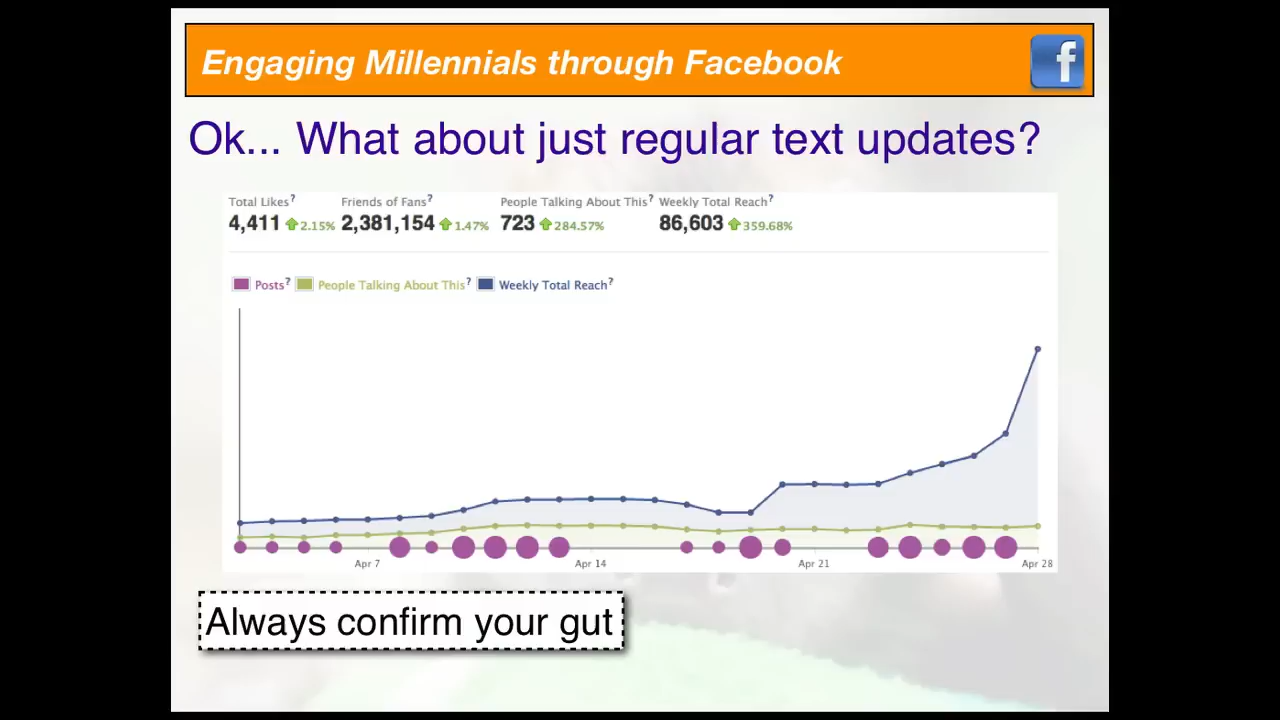 Engaging Millennials through Facebook
f
Ok... What about just regular text updates?
Total Likes? Friends of Fans? People Talking About This? Weekly Total Reach?
4,411 2.15% 2,381,154 1.47% 723 284.57% 86,603 359.68%
Posts? People Talking About This? Weekly Total Reach?
Apr 7 Apr 14 Apr 21 Apr 28
Always confirm your gut